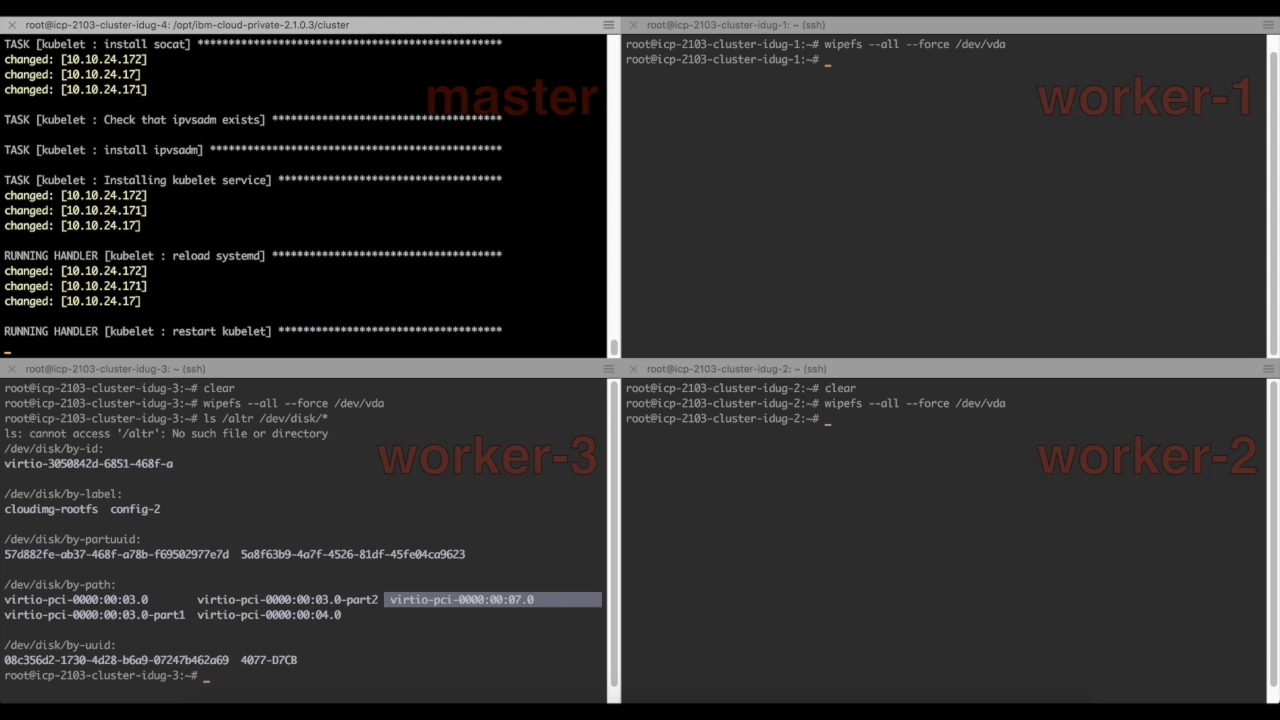 root@icp-2103-cluster-idug-4: /opt/ibm-cloud-private-2.1.0.3/cluster
TASK [kubelet : install socat] *************************************************
changed: [10.10.24.172]
changed: [10.10.24.17]
changed: [10.10.24.171]
master
TASK [kubelet : Check that ipvsadm exists] *************************************
TASK [kubelet : install ipvsadm] ***********************************************
TASK [kubelet : Installing kubelet service] ************************************
changed: [10.10.24.172]
changed: [10.10.24.171]
changed: [10.10.24.17]
RUNNING HANDLER [kubelet : reload systemd] *************************************
changed: [10.10.24.172]
changed: [10.10.24.171]
changed: [10.10.24.17]
RUNNING HANDLER [kubelet : restart kubelet] ************************************
root@icp-2103-cluster-idug-1: ~ (ssh)
root@icp-2103-cluster-idug-1:~# wipefs --all --force /dev/vda
root@icp-2103-cluster-idug-1:~#
worker-1
root@icp-2103-cluster-idug-3: ~ (ssh)
root@icp-2103-cluster-idug-3:~# clear
root@icp-2103-cluster-idug-3:~# wipefs --all --force /dev/vda
root@icp-2103-cluster-idug-3:~# ls /altr /dev/disk/*
ls: cannot access '/altr': No such file or directory
/dev/disk/by-id:
virtio-3050842d-6851-468f-a
worker-3
/dev/disk/by-label:
cloudimg-rootfs config-2
/dev/disk/by-partuuid:
57d882fe-ab37-468f-a78b-f69502977e7d 5a8f63b9-4a7f-4526-81df-45fe04ca9623
/dev/disk/by-path:
virtio-pci-0000:00:03.0 virtio-pci-0000:00:03.0-part2 virtio-pci-0000:00:07.0
virtio-pci-0000:00:03.0-part1 virtio-pci-0000:00:04.0
/dev/disk/by-uuid:
08c356d2-1730-4d28-b6a9-07247b462a69 4077-D7CB
root@icp-2103-cluster-idug-3:~#
root@icp-2103-cluster-idug-2: ~ (ssh)
root@icp-2103-cluster-idug-2:~# clear
root@icp-2103-cluster-idug-2:~# wipefs --all --force /dev/vda
root@icp-2103-cluster-idug-2:~#
worker-2